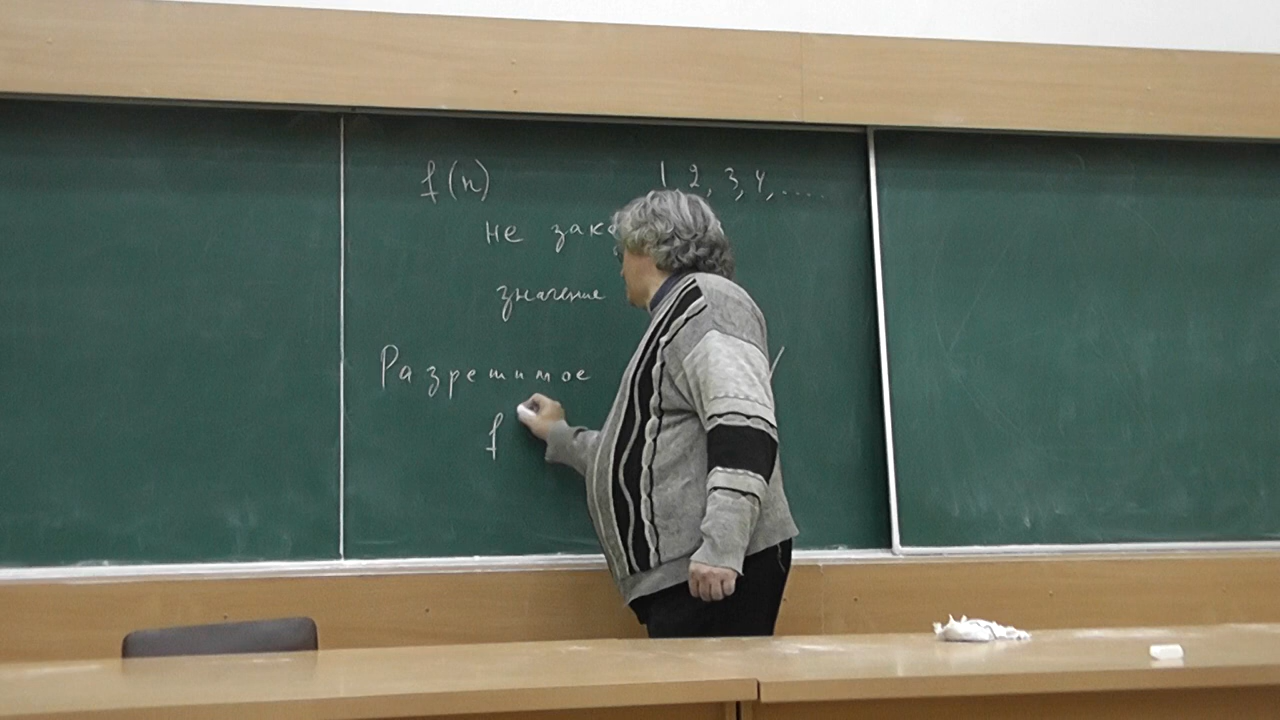 f(n) 1, 2, 3, 4, ....
не зак
значение
Разрешимое
f